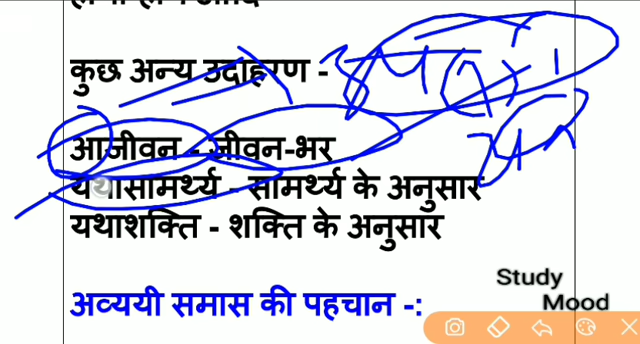 कुछ अन्य उदाहरण -
आजीवन - जीवन-भर
यथासामर्थ्य - सामर्थ्य के अनुसार
यथाशक्ति - शक्ति के अनुसार
अव्ययी समास की पहचान -:
Study
Mood